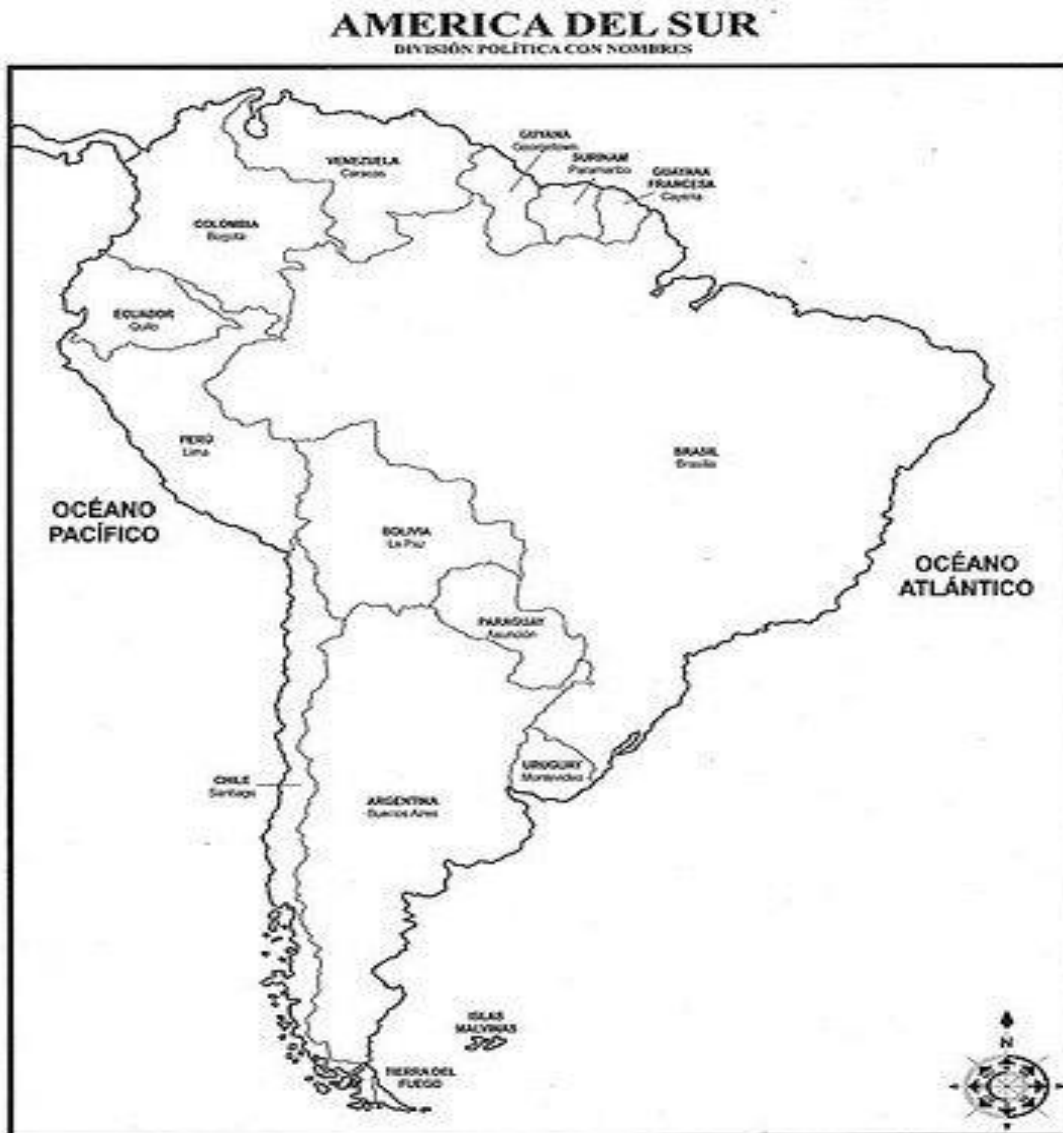 AMERICA DEL SUR
DIVISIÓN POLÍTICA CON NOMBRES
VENEZUELA
Caracas
GUYANA
Georgetown
SURINAM
Paramaribo
GUAYANA
FRANCESA
Cayena
COLOMBIA
Bogotá
ECUADOR
Quito
PERÚ
Lima
BRASIL
Brasilia
OCÉANO
PACÍFICO
BOLIVIA
La Paz
OCÉANO
ATLÁNTICO
PARAGUAY
Asunción
URUGUAY
Montevideo
CHILE
Santiago
ARGENTINA
Buenos Aires
ISLAS
MALVINAS
TIERRA DEL
FUEGO
N